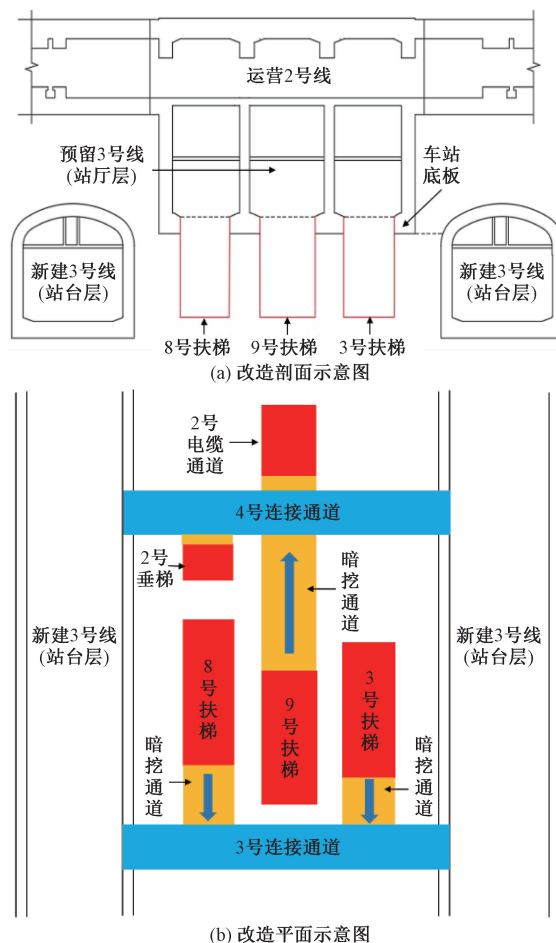 运营2号线
预留3号线
(站厅层)
车站
底板
新建3号线
(站台层)
新建3号线
(站台层)
8号扶梯
9号扶梯
3号扶梯
(a) 改造剖面示意图
2号
电缆
通道
4号连接通道
2号
垂梯
暗挖通道
新建3号线
(站台层)
新建3号线
(站台层)
8号扶梯
9号扶梯
3号扶梯
暗挖通道
暗挖通道
3号连接通道
(b) 改造平面示意图